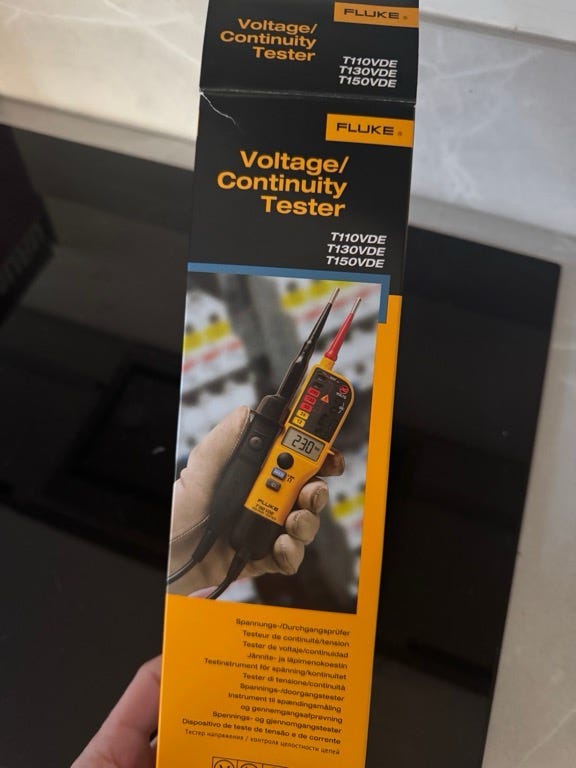 FLUKE®
Voltage/
Continuity
Tester
T110VDE
T130VDE
T150VDE
FLUKE®
Voltage/
Continuity
Tester
T110VDE
T130VDE
T150VDE
230
FLUKE
Spannungs-/Durchgangsprüfer
Testeur de continuité/tension
Tester de voltaje/continuidad
Jännite- ja läpimenokoestin
Testinstrument för spänning/kontinuitet
Tester di tensione/continuità
Spannings-/doorgangstester
Instrument til spændingsmåling
og gennemgangsafprøvning
Spennings- og gjennomgangstester
Dispositivo de teste de tensão e de corrente
Тестер напряжения / контроля целостности цепей